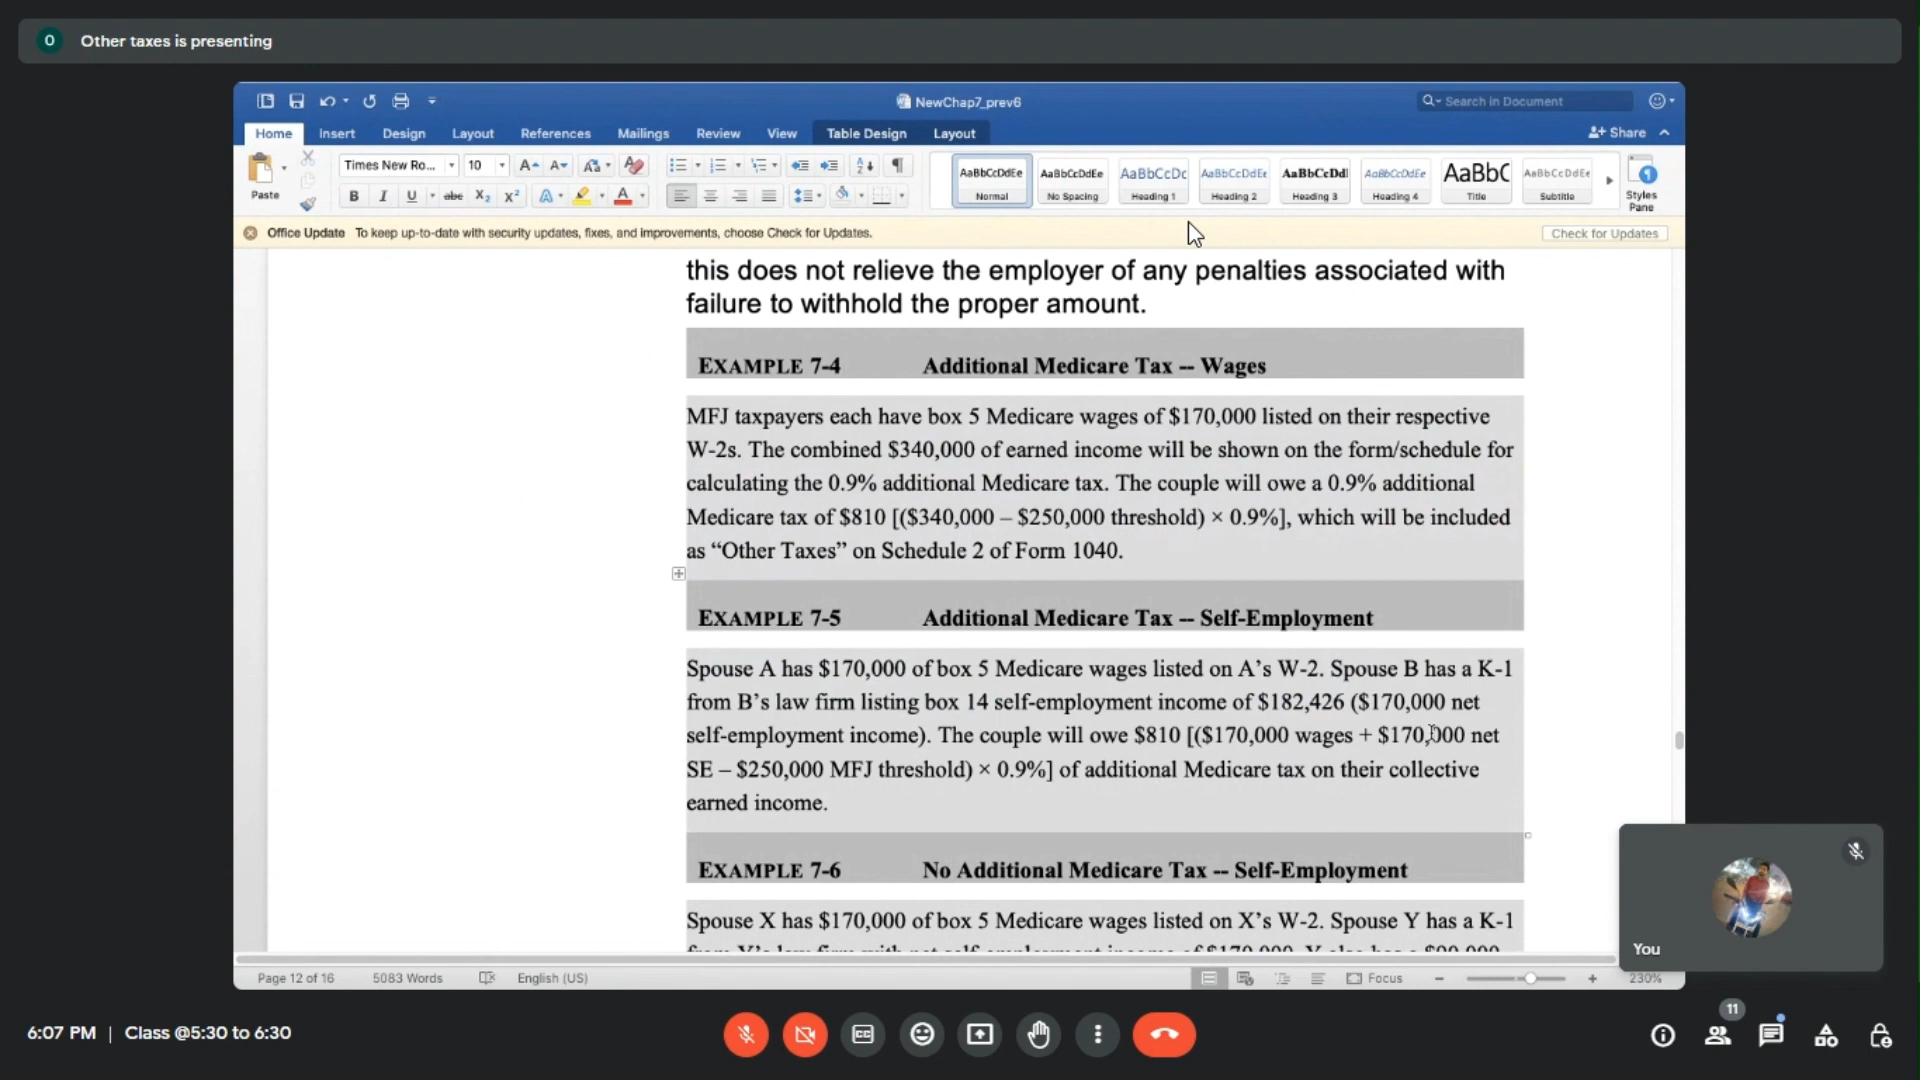 O Other taxes is presenting
NewChap7_prev6
Search in Document
Home Insert Design Layout References Mailings Review View Table Design Layout Share
Paste
Times New Ro... 10
AaBbCcDdEe AaBbCcDdEe AaBbCcDc AaBbCcDdEe AaBbCcDdI AaBbCcDdEe AaBbC AaBbCcDdEe
Normal No Spacing Heading 1 Heading 2 Heading 3 Heading 4 Title Subtitle
Styles
Pane
Office Update To keep up-to-date with security updates, fixes, and improvements, choose Check for Updates. Check for Updates
this does not relieve the employer of any penalties associated with
failure to withhold the proper amount.
EXAMPLE 7-4 Additional Medicare Tax -- Wages
MFJ taxpayers each have box 5 Medicare wages of $170,000 listed on their respective
W-2s. The combined $340,000 of earned income will be shown on the form/schedule for
calculating the 0.9% additional Medicare tax. The couple will owe a 0.9% additional
Medicare tax of $810 [($340,000 – $250,000 threshold) × 0.9%], which will be included
as “Other Taxes” on Schedule 2 of Form 1040.
EXAMPLE 7-5 Additional Medicare Tax -- Self-Employment
Spouse A has $170,000 of box 5 Medicare wages listed on A’s W-2. Spouse B has a K-1
from B’s law firm listing box 14 self-employment income of $182,426 ($170,000 net
self-employment income). The couple will owe $810 [($170,000 wages + $170,000 net
SE – $250,000 MFJ threshold) × 0.9%] of additional Medicare tax on their collective
earned income.
EXAMPLE 7-6 No Additional Medicare Tax -- Self-Employment
Spouse X has $170,000 of box 5 Medicare wages listed on X’s W-2. Spouse Y has a K-1
You
Page 12 of 16 5083 Words English (US) Focus 230%
6:07 PM | Class @5:30 to 6:30
11